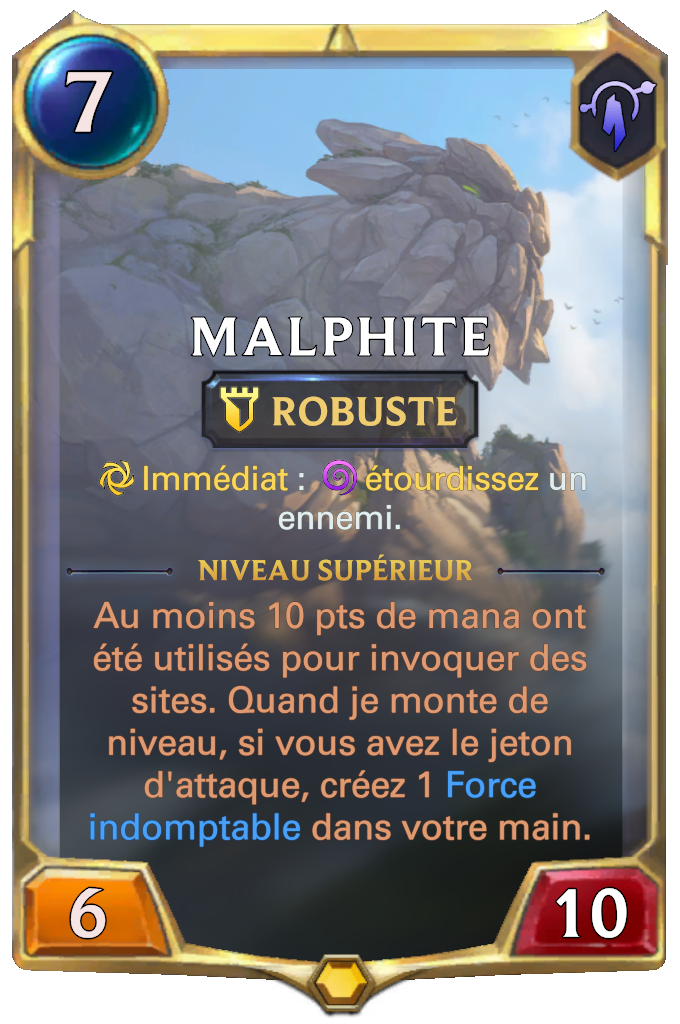 7
MALPHITE
ROBUSTE
Immédiat : étourdissez un
ennemi.
NIVEAU SUPÉRIEUR
Au moins 10 pts de mana ont
été utilisés pour invoquer des
sites. Quand je monte de
niveau, si vous avez le jeton
d'attaque, créez 1 Force
indomptable dans votre main.
6
10